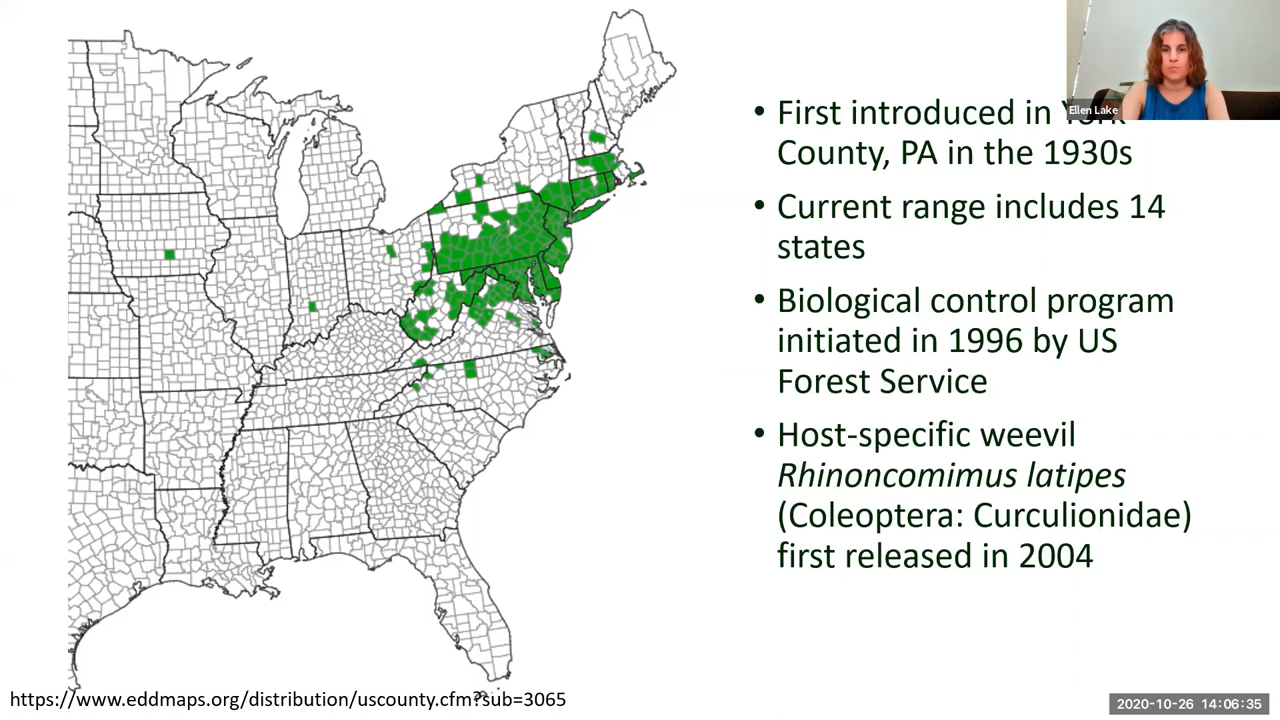 • First introduced in York
County, PA in the 1930s
• Current range includes 14
states
• Biological control program
initiated in 1996 by US
Forest Service
• Host-specific weevil
Rhinoncomimus latipes
(Coleoptera: Curculionidae)
first released in 2004
Ellen Lake
https://www.eddmaps.org/distribution/uscounty.cfm?sub=3065
2020-10-26 14:06:35